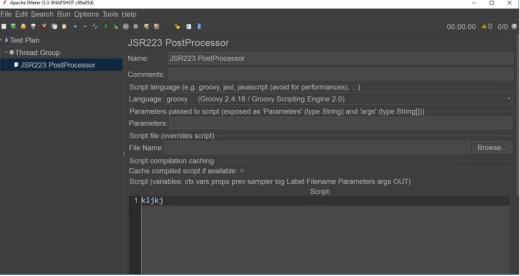 Apache JMeter (5.3-SNAPSHOT c99a05d)
File Edit Search Run Options Tools Help
00:00:00 0 0/0
Test Plan
Thread Group
JSR223 PostProcessor
JSR223 PostProcessor
Name: JSR223 PostProcessor
Comments:
Script language (e.g. groovy, jexl, javascript (avoid for performances), ...)
Language: groovy (Groovy 2.4.18 / Groovy Scripting Engine 2.0)
Parameters passed to script (exposed as 'Parameters' (type String) and 'args' (type String[]))
Parameters:
Script file (overrides script)
File Name: Browse...
Script compilation caching
Cache compiled script if available:
Script (variables: ctx vars props prev sampler log Label Filename Parameters args OUT)
Script:
1 kljkj